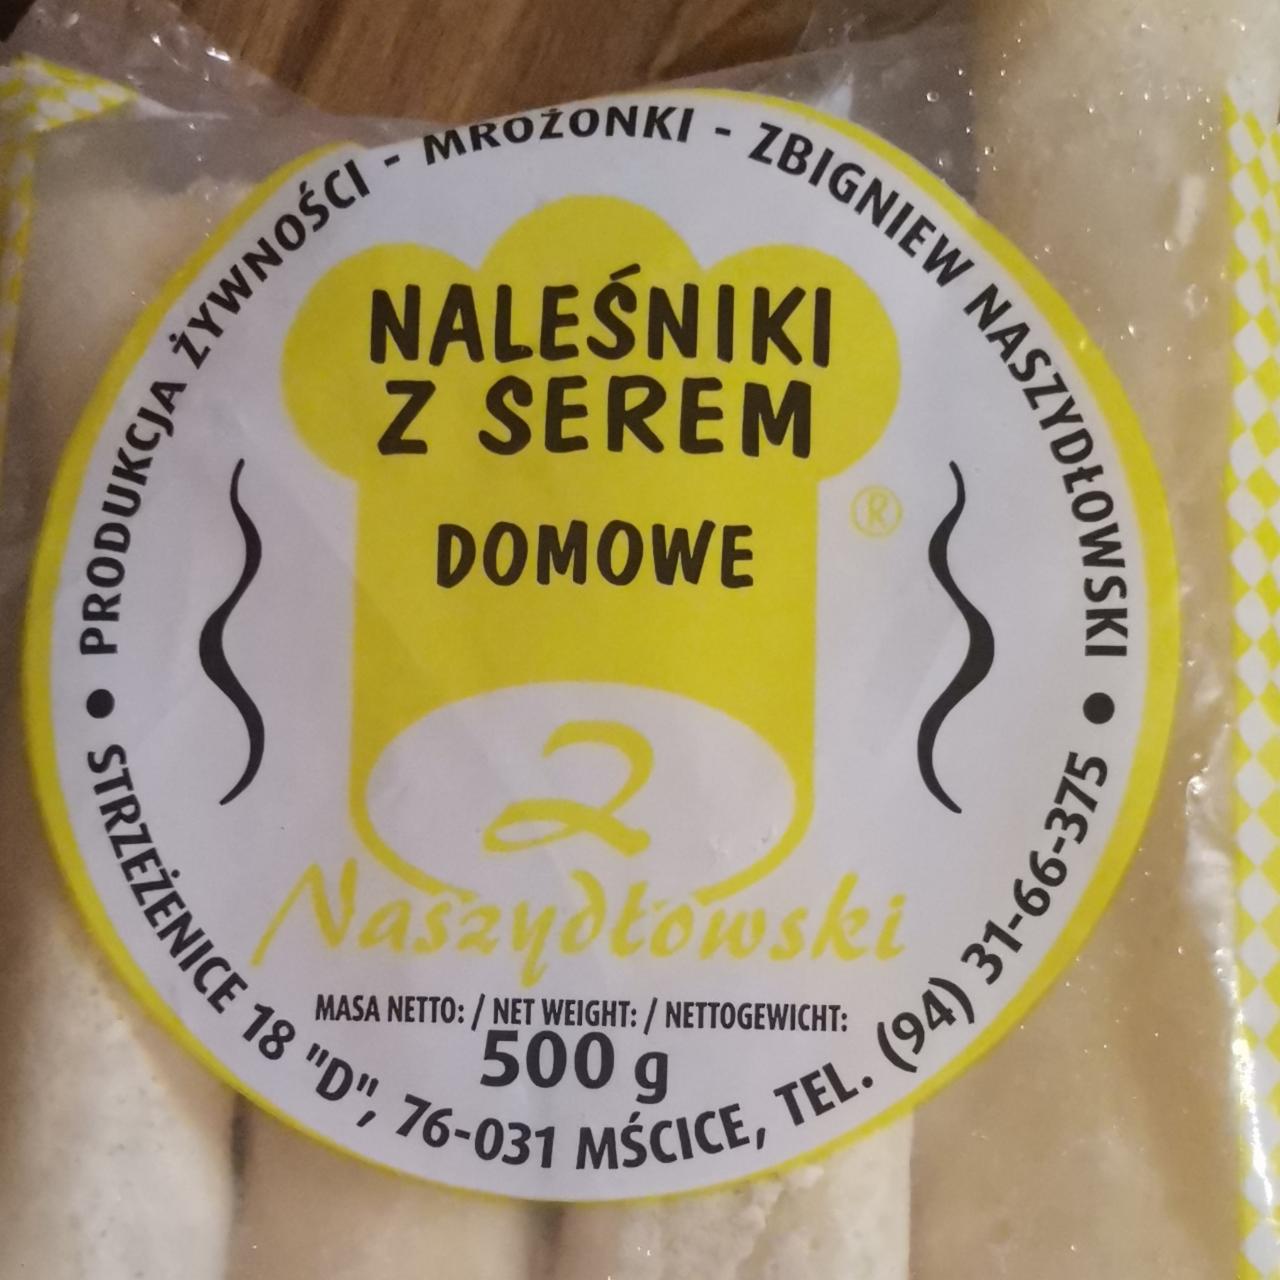 PRODUKCJA ŻYWNOŚCI - MROŻONKI - ZBIGNIEW NASZYDŁOWSKI
NALEŚNIKI
Z SEREM
DOMOWE
®
2
Naszydłowski
MASA NETTO: / NET WEIGHT: / NETTOGEWICHT:
500 g
• STRZEŻENICE 18 "D", 76-031 MŚCICE, TEL. (94) 31-66-375 •